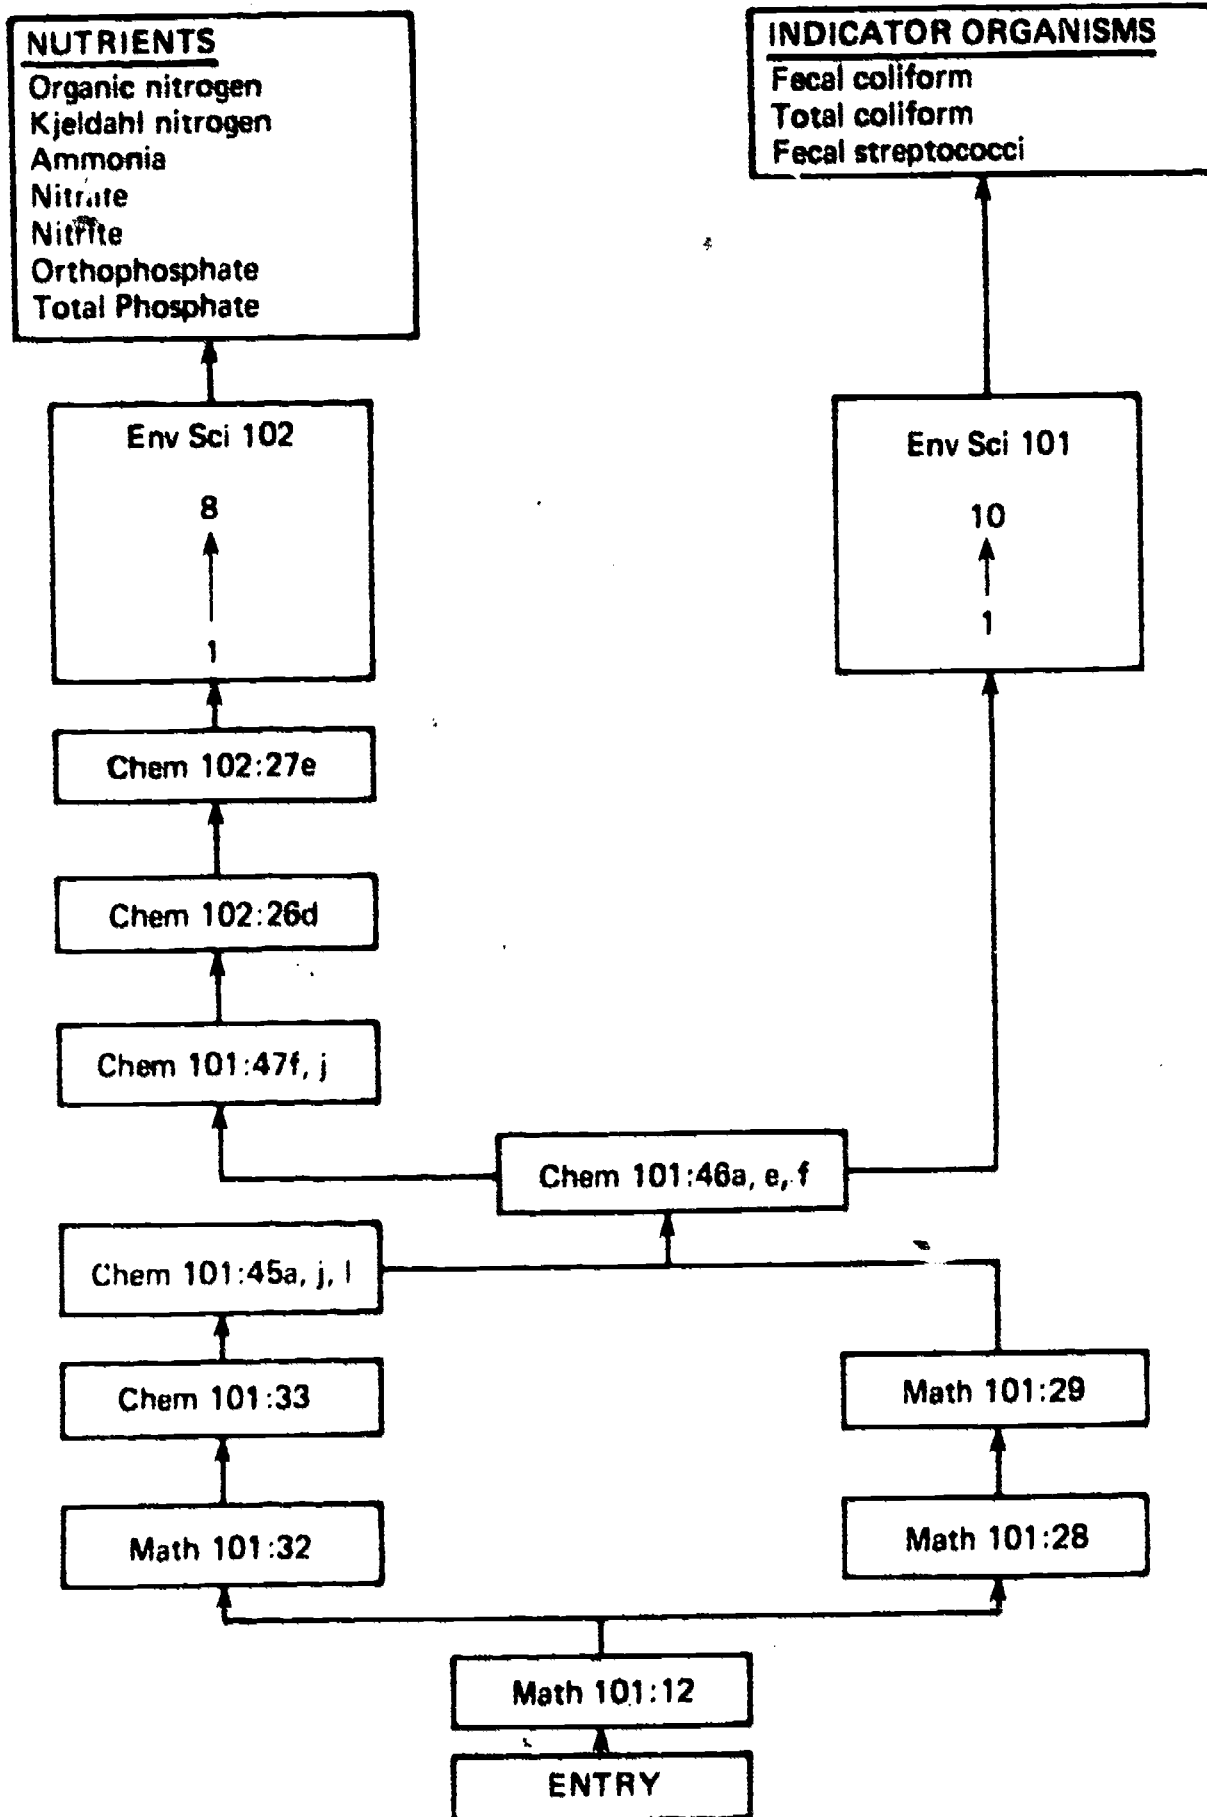 NUTRIENTS
Organic nitrogen
Kjeldahl nitrogen
Ammonia
Nitrate
Nitrite
Orthophosphate
Total Phosphate
INDICATOR ORGANISMS
Fecal coliform
Total coliform
Fecal streptococci
Env Sci 102
8
1
Env Sci 101
10
1
Chem 102:27e
Chem 102:26d
Chem 101:47f, j
Chem 101:46a, e, f
Chem 101:45a, j, l
Chem 101:33
Math 101:29
Math 101:32
Math 101:28
Math 101:12
ENTRY